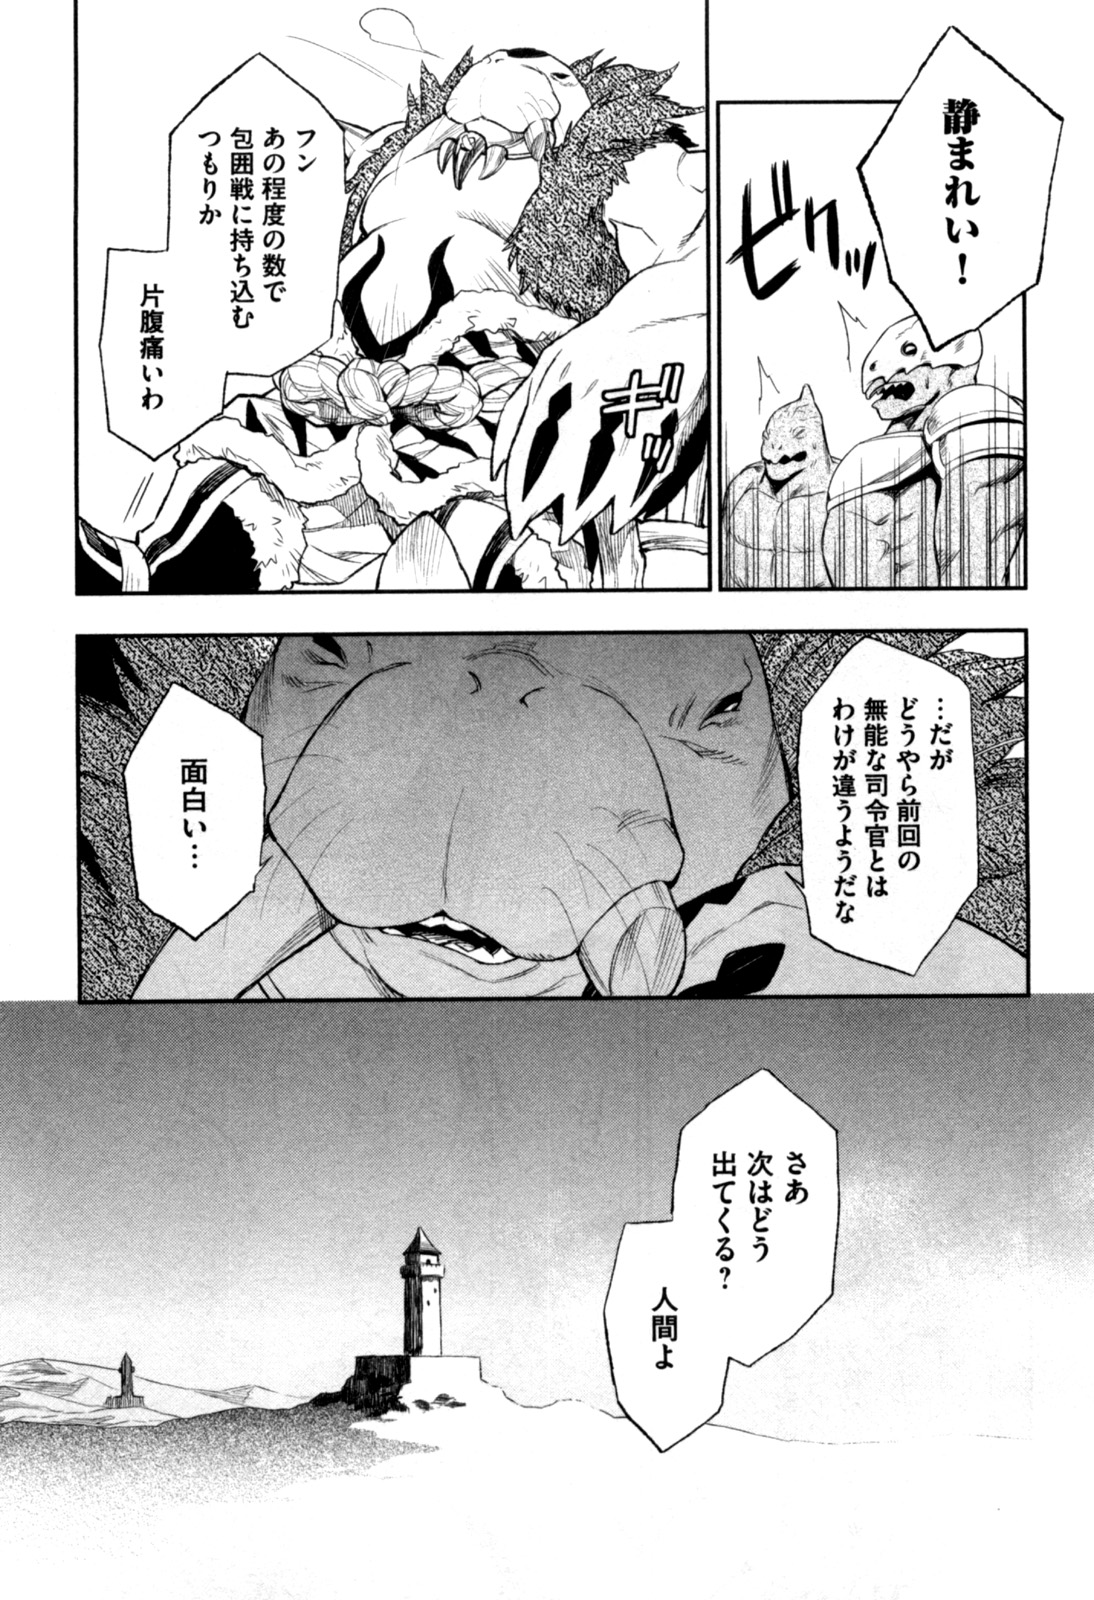 静まれい！
ビクッ
フン
あの程度の数で
包囲戦に持ち込む
つもりか
片腹痛いわ
ギギッ
…だが
どうやら前回の
無能な司令官とは
わけが違うようだな
面白い…
さあ
次はどう
出てくる？
人間よ